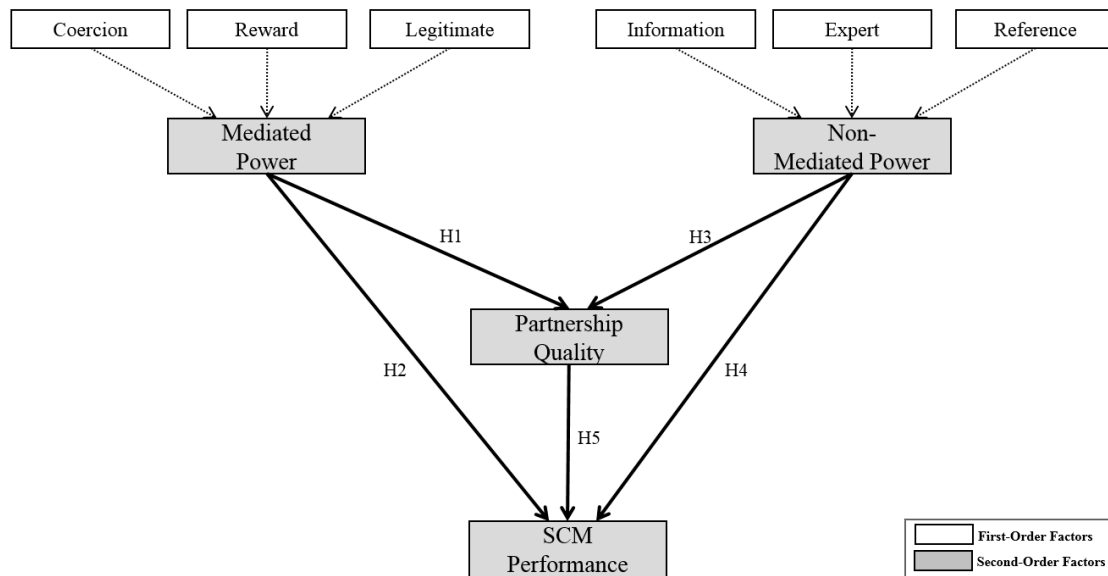 Coercion
Reward
Legitimate
Information
Expert
Reference
Mediated
Power
Non-
Mediated Power
H1
H3
Partnership
Quality
H2
H4
H5
SCM
Performance
First-Order Factors
Second-Order Factors